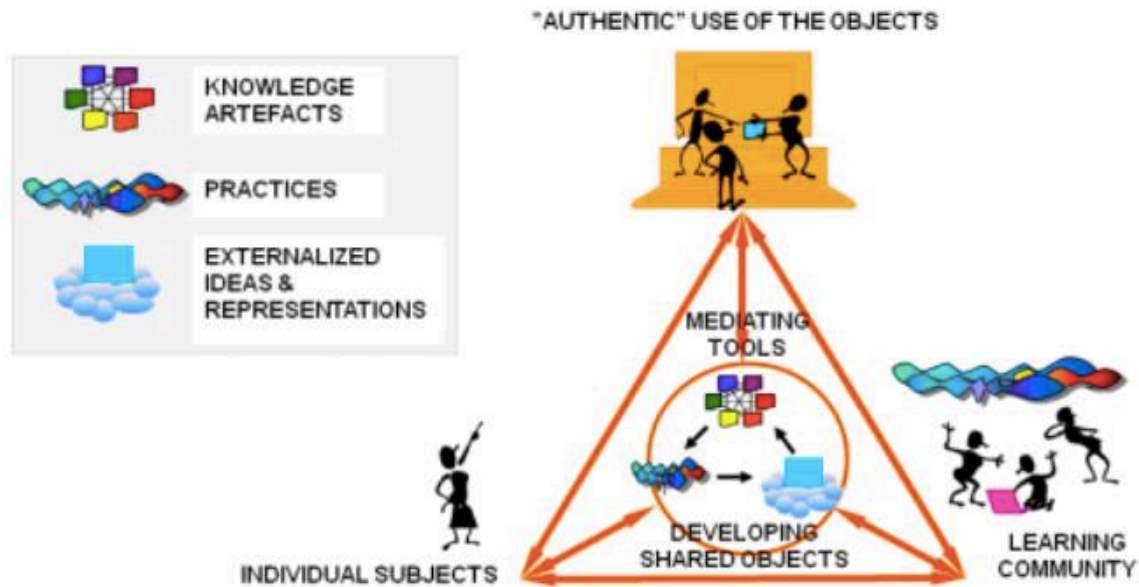 "AUTHENTIC" USE OF THE OBJECTS
KNOWLEDGE
ARTEFACTS
PRACTICES
EXTERNALIZED
IDEAS &
REPRESENTATIONS
MEDIATING
TOOLS
DEVELOPING
SHARED OBJECTS
INDIVIDUAL SUBJECTS
LEARNING
COMMUNITY